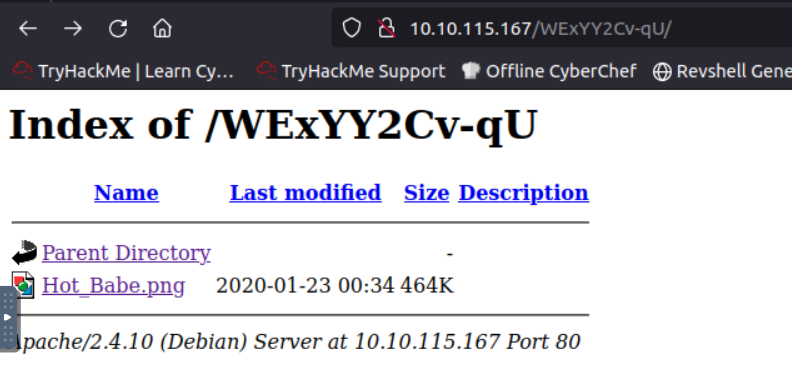 10.10.115.167/WExYY2Cv-qU/
TryHackMe | Learn Cy... TryHackMe Support Offline CyberChef Revshell Gene
Index of /WExYY2Cv-qU
Name Last modified Size Description
Parent Directory -
Hot_Babe.png 2020-01-23 00:34 464K
Apache/2.4.10 (Debian) Server at 10.10.115.167 Port 80